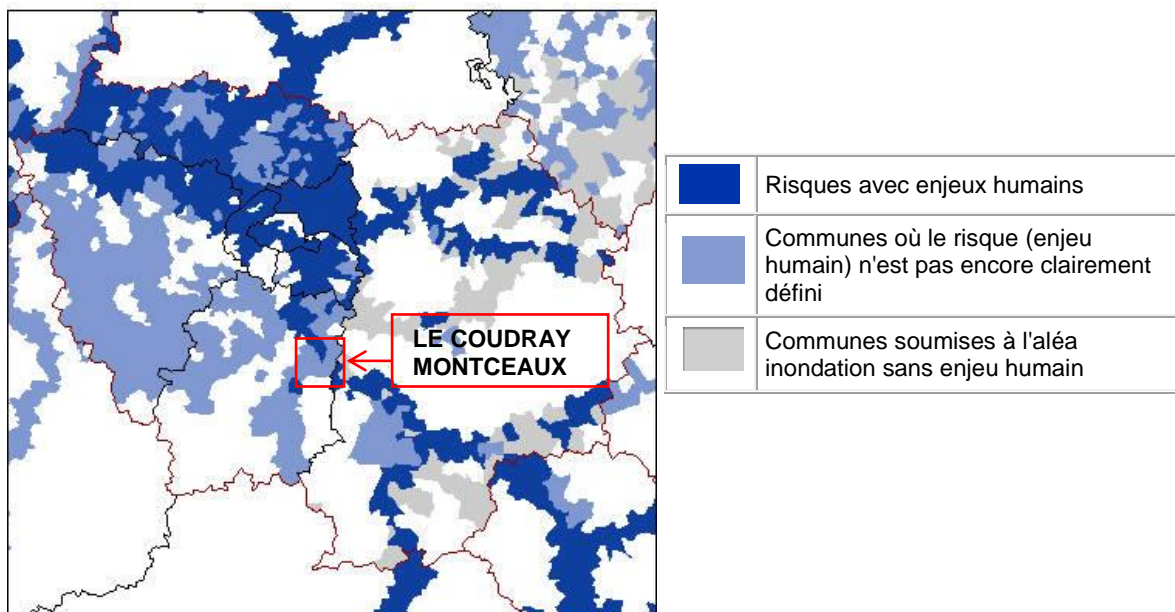 LE COUDRAY
MONTCEAUX
Risques avec enjeux humains
Communes où le risque (enjeu
humain) n'est pas encore clairement
défini
Communes soumises à l'aléa
inondation sans enjeu humain